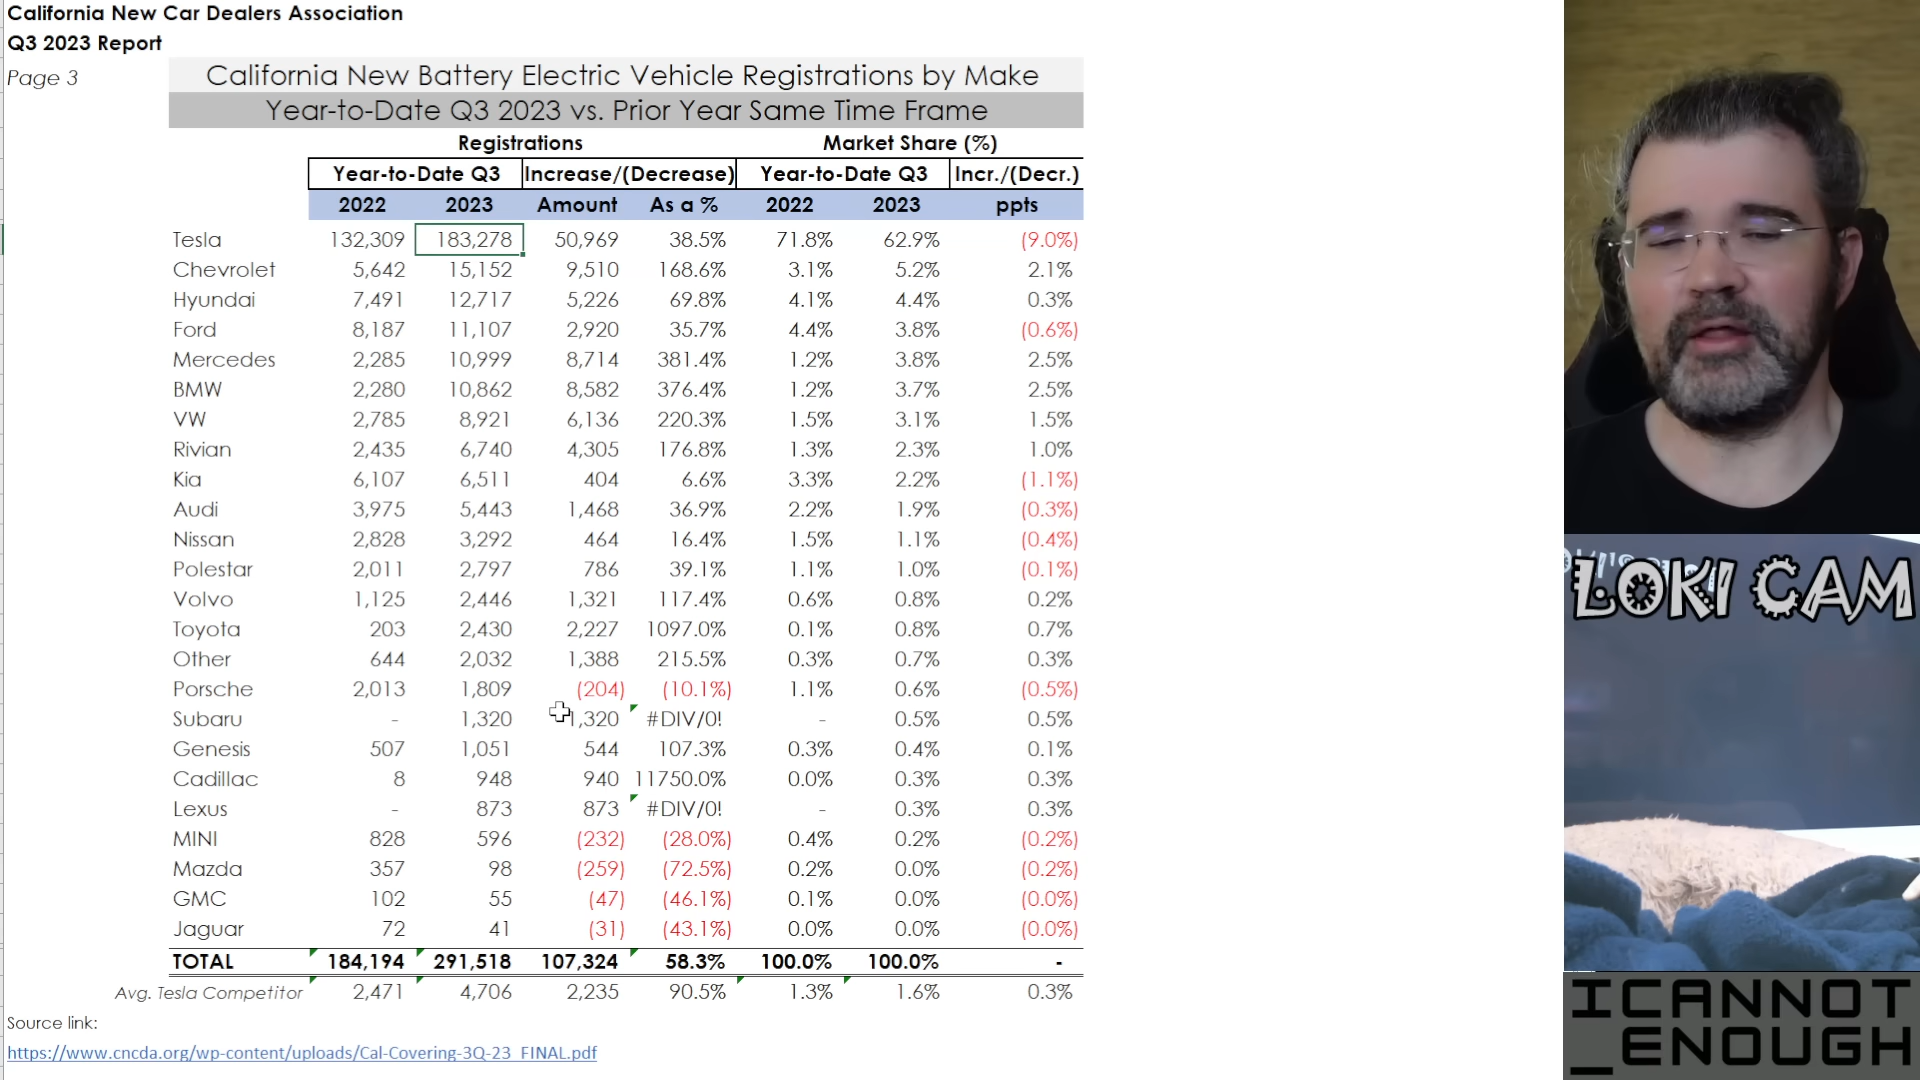 California New Car Dealers Association
Q3 2023 Report
Page 3
California New Battery Electric Vehicle Registrations by Make
Year-to-Date Q3 2023 vs. Prior Year Same Time Frame
Registrations Market Share (%)
Year-to-Date Q3 Increase/(Decrease) Year-to-Date Q3 Incr./(Decr.)
2022 2023 Amount As a % 2022 2023 ppts
Tesla 132,309 183,278 50,969 38.5% 71.8% 62.9% (9.0%)
Chevrolet 5,642 15,152 9,510 168.6% 3.1% 5.2% 2.1%
Hyundai 7,491 12,717 5,226 69.8% 4.1% 4.4% 0.3%
Ford 8,187 11,107 2,920 35.7% 4.4% 3.8% (0.6%)
Mercedes 2,285 10,999 8,714 381.4% 1.2% 3.8% 2.5%
BMW 2,280 10,862 8,582 376.4% 1.2% 3.7% 2.5%
VW 2,785 8,921 6,136 220.3% 1.5% 3.1% 1.5%
Rivian 2,435 6,740 4,305 176.8% 1.3% 2.3% 1.0%
Kia 6,107 6,511 404 6.6% 3.3% 2.2% (1.1%)
Audi 3,975 5,443 1,468 36.9% 2.2% 1.9% (0.3%)
Nissan 2,828 3,292 464 16.4% 1.5% 1.1% (0.4%)
Polestar 2,011 2,797 786 39.1% 1.1% 1.0% (0.1%)
Volvo 1,125 2,446 1,321 117.4% 0.6% 0.8% 0.2%
Toyota 203 2,430 2,227 1097.0% 0.1% 0.8% 0.7%
Other 644 2,032 1,388 215.5% 0.3% 0.7% 0.3%
Porsche 2,013 1,809 (204) (10.1%) 1.1% 0.6% (0.5%)
Subaru - 1,320 1,320 #DIV/0! - 0.5% 0.5%
Genesis 507 1,051 544 107.3% 0.3% 0.4% 0.1%
Cadillac 8 948 940 11750.0% 0.0% 0.3% 0.3%
Lexus - 873 873 #DIV/0! - 0.3% 0.3%
MINI 828 596 (232) (28.0%) 0.4% 0.2% (0.2%)
Mazda 357 98 (259) (72.5%) 0.2% 0.0% (0.2%)
GMC 102 55 (47) (46.1%) 0.1% 0.0% (0.0%)
Jaguar 72 41 (31) (43.1%) 0.0% 0.0% (0.0%)
TOTAL 184,194 291,518 107,324 58.3% 100.0% 100.0% -
Avg. Tesla Competitor 2,471 4,706 2,235 90.5% 1.3% 1.6% 0.3%
Source link:
https://www.cncda.org/wp-content/uploads/Cal-Covering-3Q-23_FINAL.pdf
LOKI CAM
ICANNOT
_ENOUGH